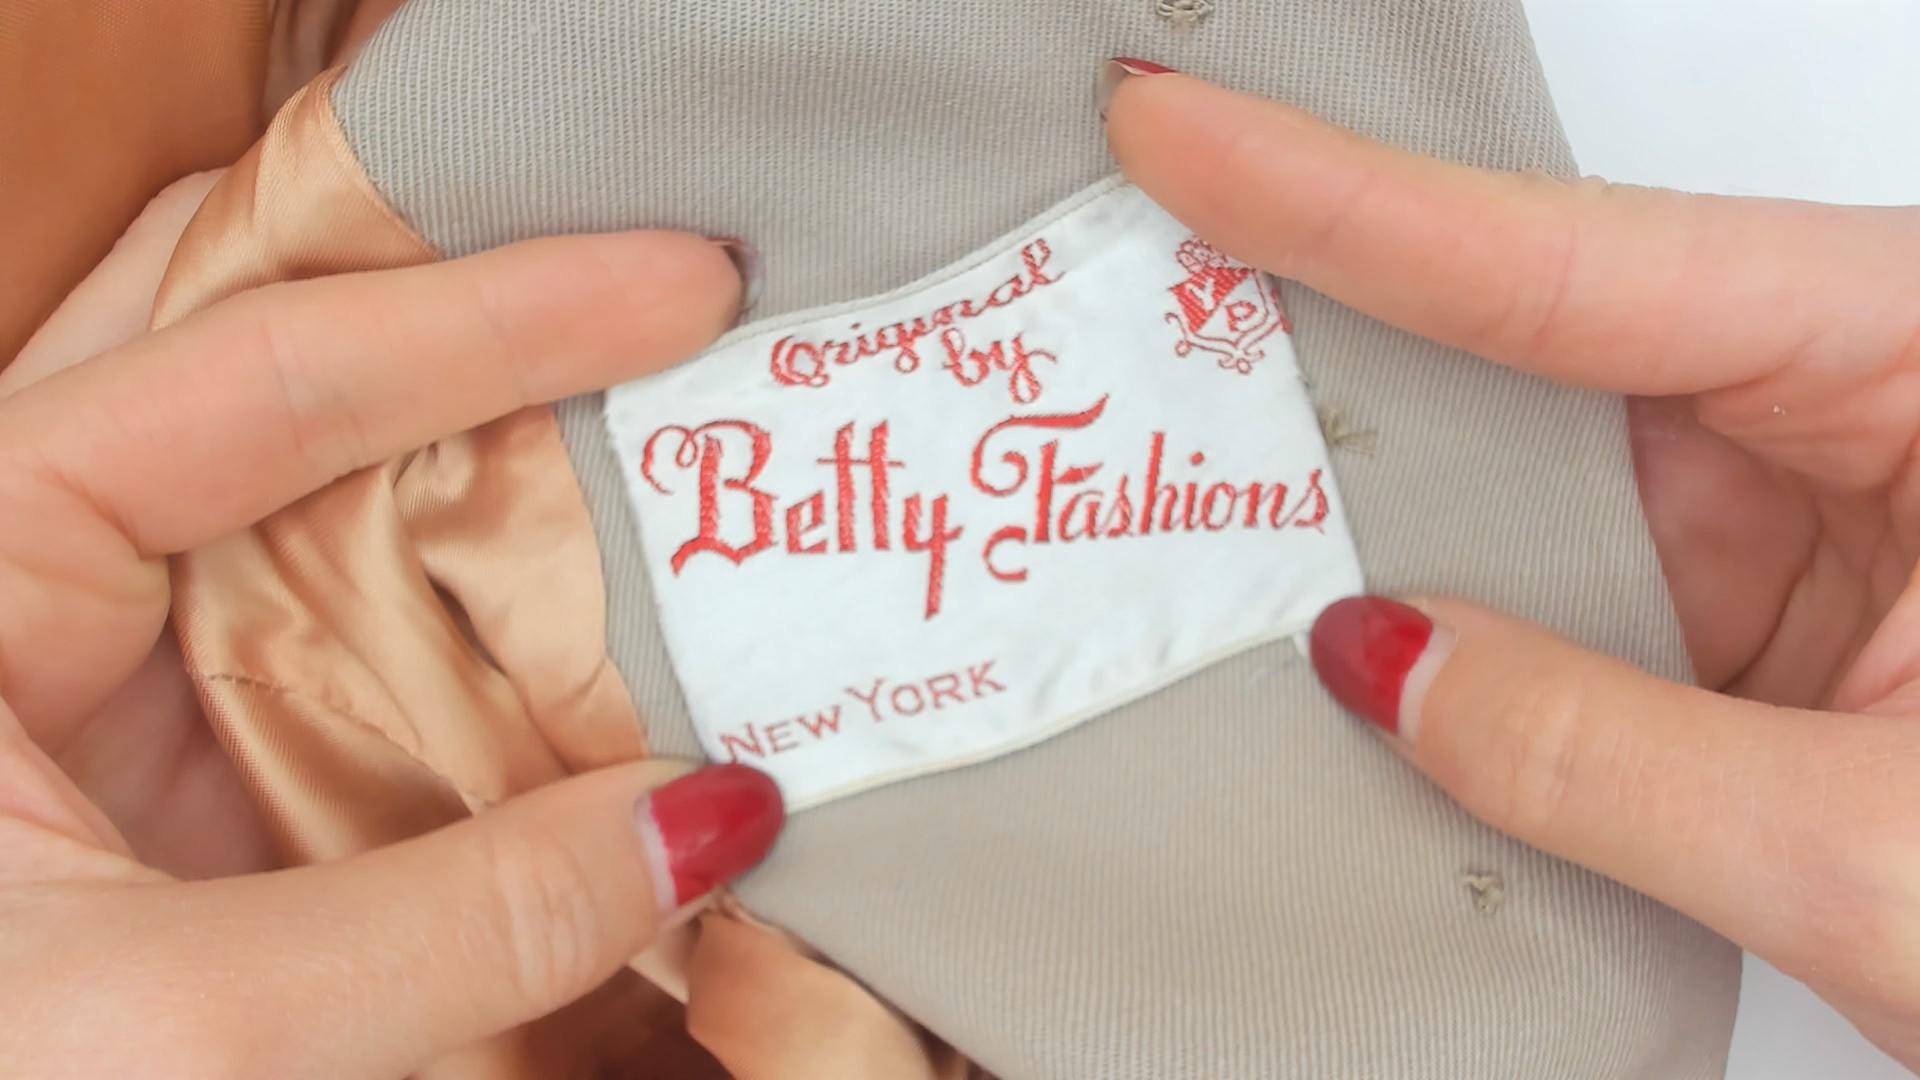 Original
by
Betty Fashions
NEW YORK